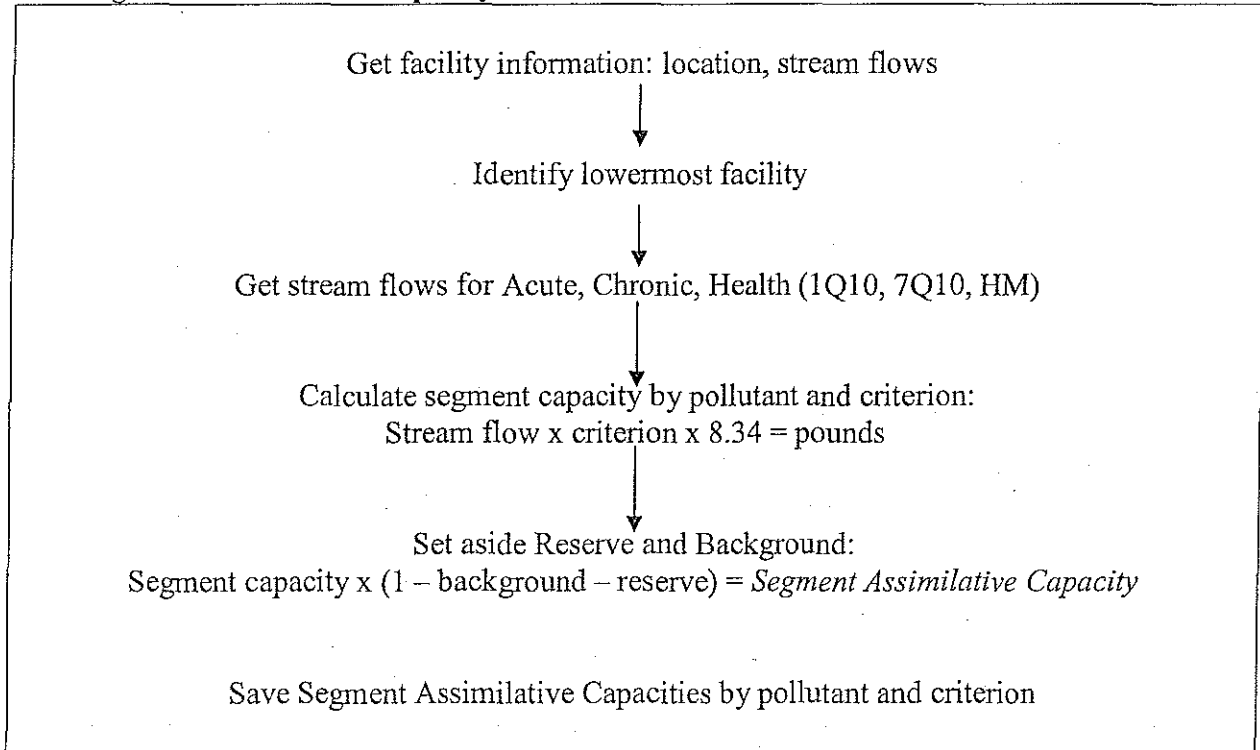 Get facility information: location, stream flows
Identify lowermost facility
Get stream flows for Acute, Chronic, Health (1Q10, 7Q10, HM)
Calculate segment capacity by pollutant and criterion:
Stream flow x criterion x 8.34 = pounds
Set aside Reserve and Background:
Segment capacity x (1 – background – reserve) = Segment Assimilative Capacity
Save Segment Assimilative Capacities by pollutant and criterion